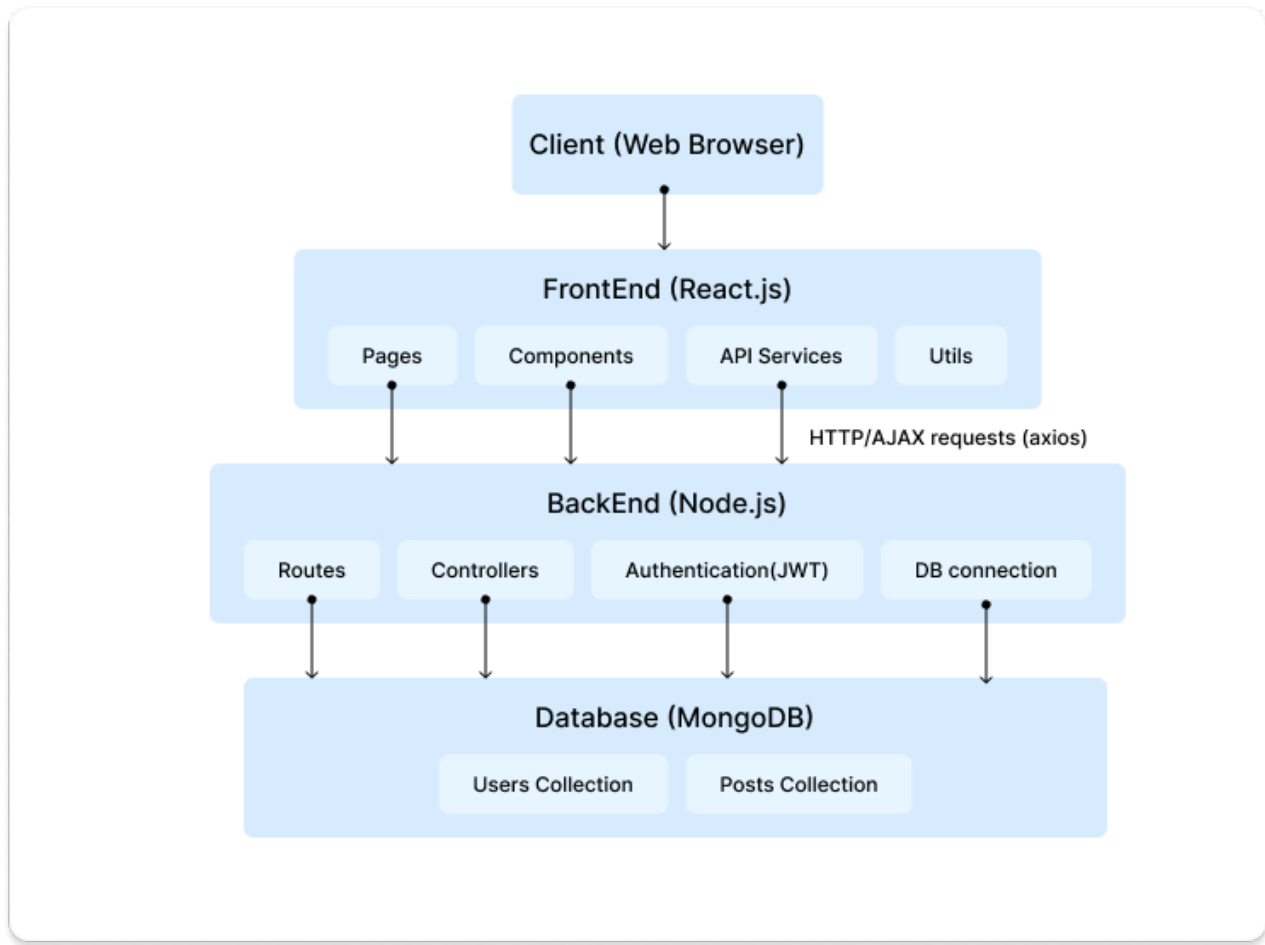 Client (Web Browser)
FrontEnd (React.js)
Pages
Components
API Services
Utils
HTTP/AJAX requests (axios)
BackEnd (Node.js)
Routes
Controllers
Authentication(JWT)
DB connection
Database (MongoDB)
Users Collection
Posts Collection